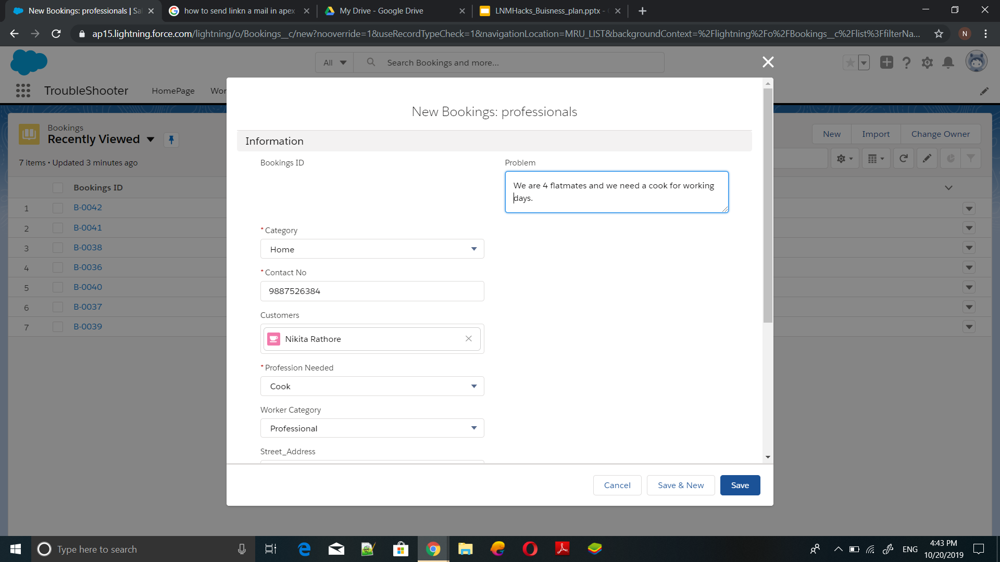 New Bookings: professionals | Sal
how to send linkn a mail in apex
My Drive - Google Drive
LNMHacks_Buisness_plan.pptx -
ap15.lightning.force.com/lightning/o/Bookings__c/new?nooverride=1&useRecordTypeCheck=1&navigationLocation=MRU_LIST&backgroundContext=%2Flightning%2Fo%2FBookings__c%2Flist%3FfilterNa...
N
All
Search Bookings and more...
TroubleShooter
HomePage
Wor
Bookings
Recently Viewed
7 items • Updated 3 minutes ago
New
Import
Change Owner
Bookings ID
1 B-0042
2 B-0041
3 B-0038
4 B-0036
5 B-0040
6 B-0037
7 B-0039
New Bookings: professionals
Information
Bookings ID
Problem
We are 4 flatmates and we need a cook for working
days.
*Category
Home
*Contact No
9887526384
Customers
Nikita Rathore
*Profession Needed
Cook
Worker Category
Professional
Street_Address
Cancel
Save & New
Save
Type here to search
ENG
4:43 PM
10/20/2019